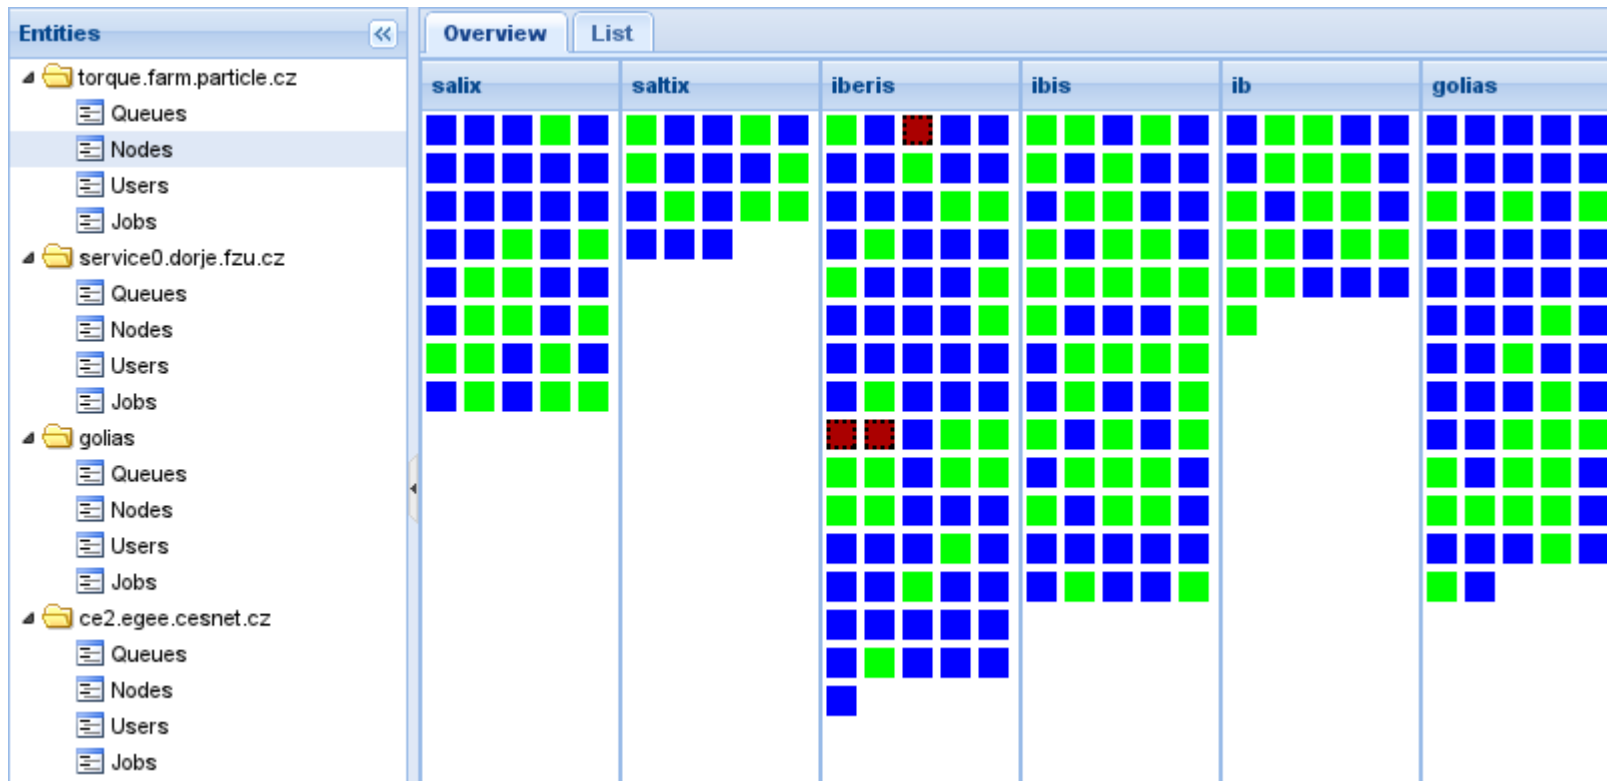 Entities
torque.farm.particle.cz
Queues
Nodes
Users
Jobs
service0.dorje.fzu.cz
Queues
Nodes
Users
Jobs
golias
Queues
Nodes
Users
Jobs
ce2.egee.cesnet.cz
Queues
Nodes
Users
Jobs
Overview List
salix saltix iberis ibis ib golias